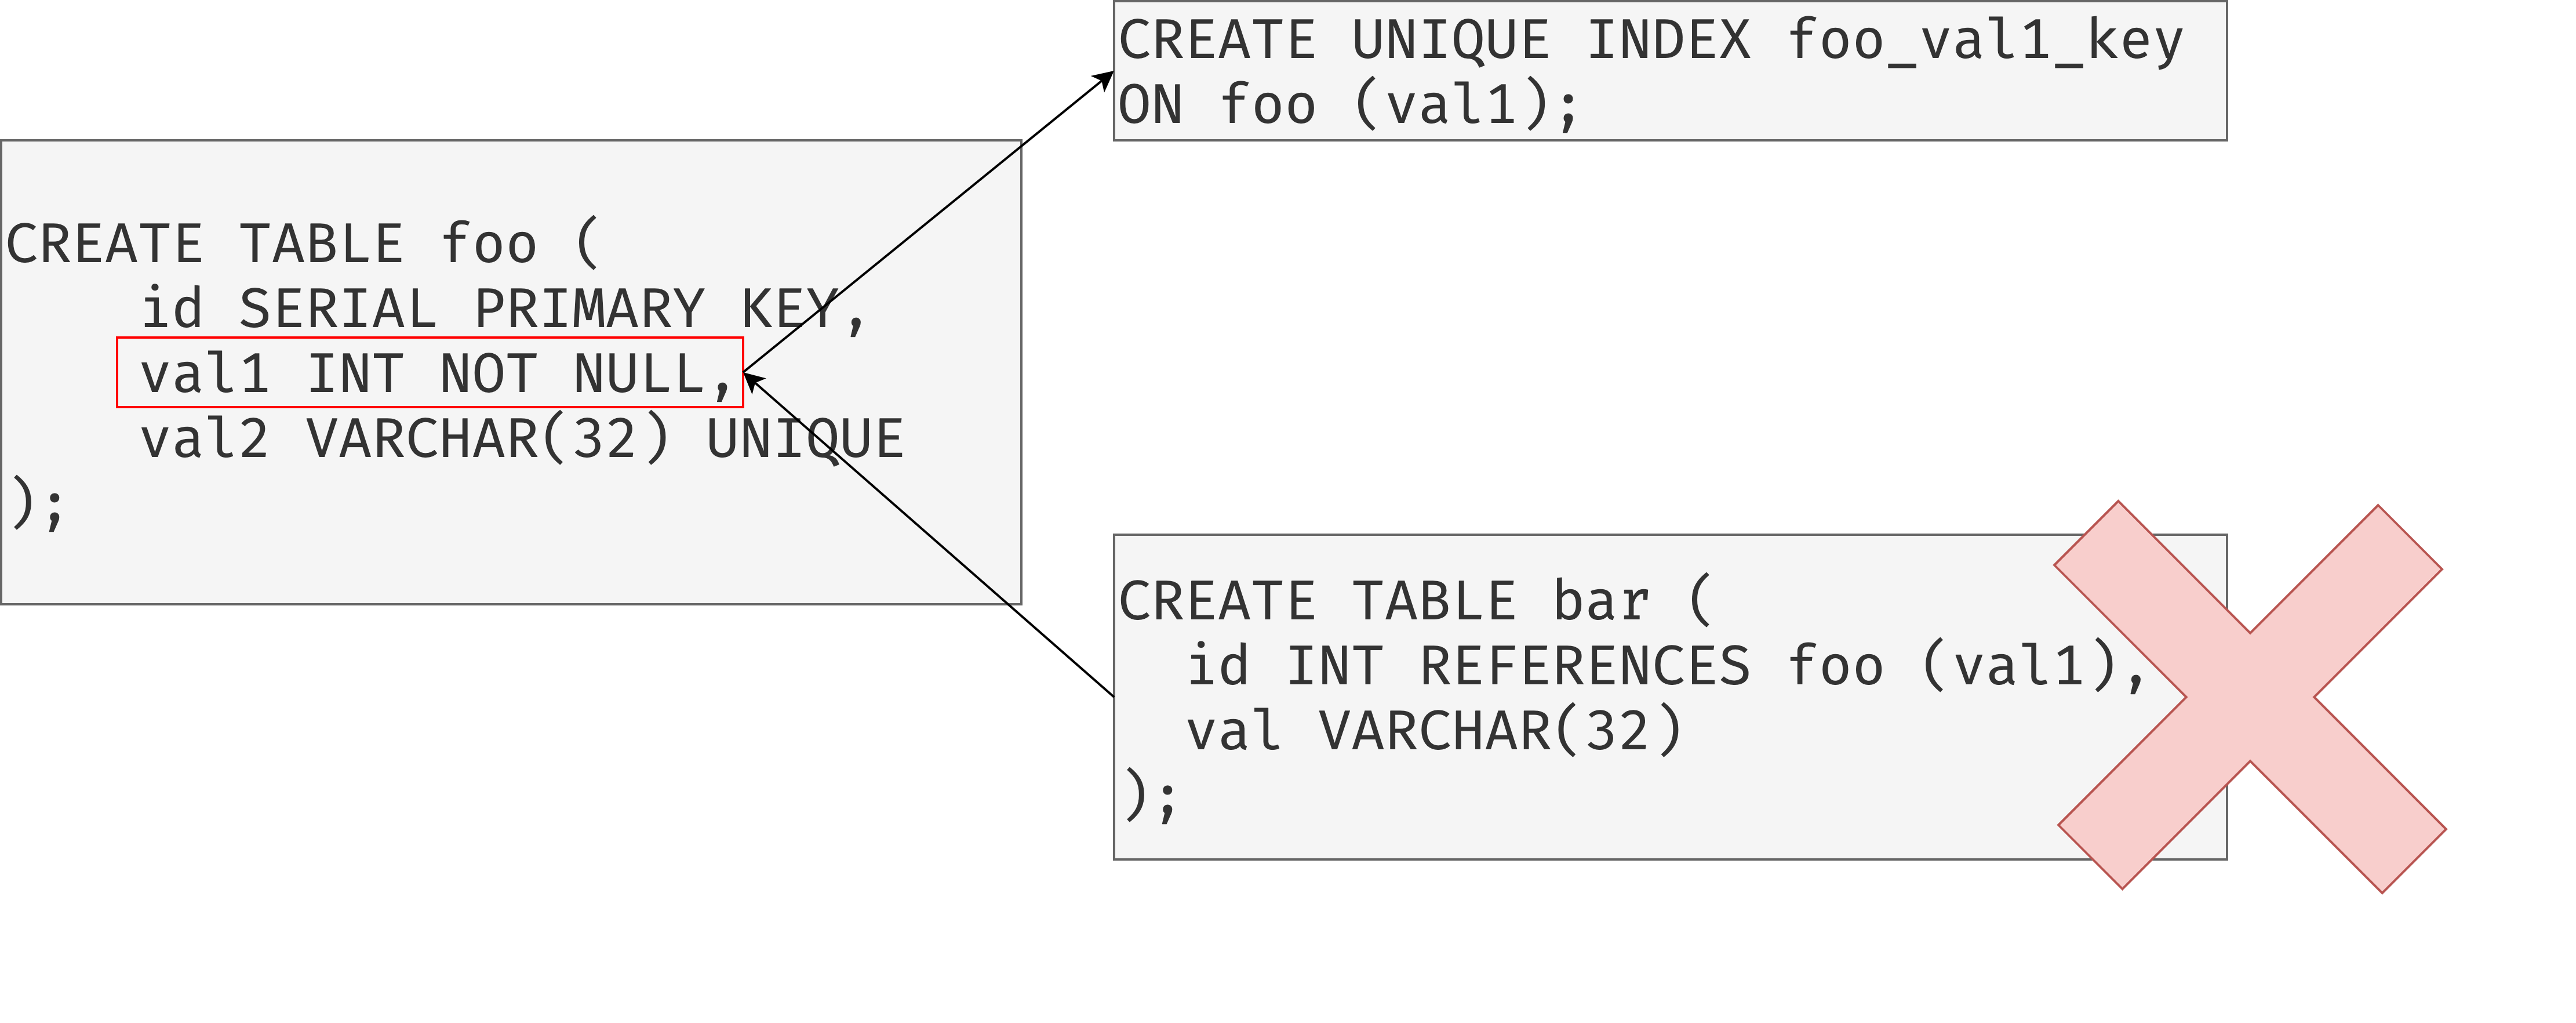 CREATE UNIQUE INDEX foo_val1_key
ON foo (val1);
CREATE TABLE foo (
id SERIAL PRIMARY KEY,
val1 INT NOT NULL,
val2 VARCHAR(32) UNIQUE
);
CREATE TABLE bar (
id INT REFERENCES foo (val1),
val VARCHAR(32)
);